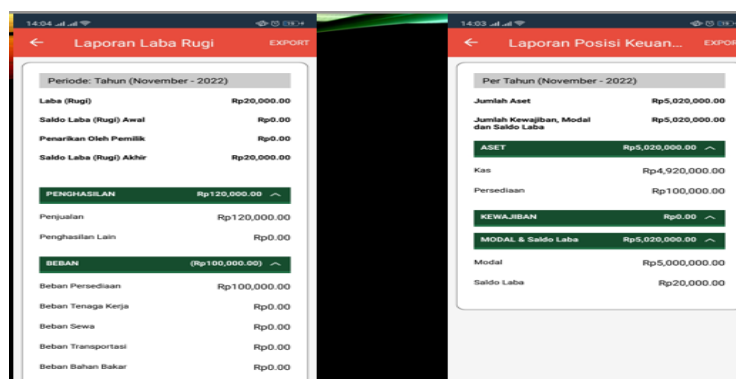 14:04
Laporan Laba Rugi EXPORT
Periode: Tahun (November - 2022)
Laba (Rugi) Rp20,000.00
Saldo Laba (Rugi) Awal Rp0.00
Penarikan Oleh Pemilik Rp0.00
Saldo Laba (Rugi) Akhir Rp20,000.00
PENGHASILAN Rp120,000.00
Penjualan Rp120,000.00
Penghasilan Lain Rp0.00
BEBAN (Rp100,000.00)
Beban Persediaan Rp100,000.00
Beban Tenaga Kerja Rp0.00
Beban Sewa Rp0.00
Beban Transportasi Rp0.00
Beban Bahan Bakar Rp0.00
14:03
Laporan Posisi Keuan... EXPOR
Per Tahun (November - 2022)
Jumlah Aset Rp5,020,000.00
Jumlah Kewajiban, Modal Rp5,020,000.00
dan Saldo Laba
ASET Rp5,020,000.00
Kas Rp4,920,000.00
Persediaan Rp100,000.00
KEWAJIBAN Rp0.00
MODAL & Saldo Laba Rp5,020,000.00
Modal Rp5,000,000.00
Saldo Laba Rp20,000.00